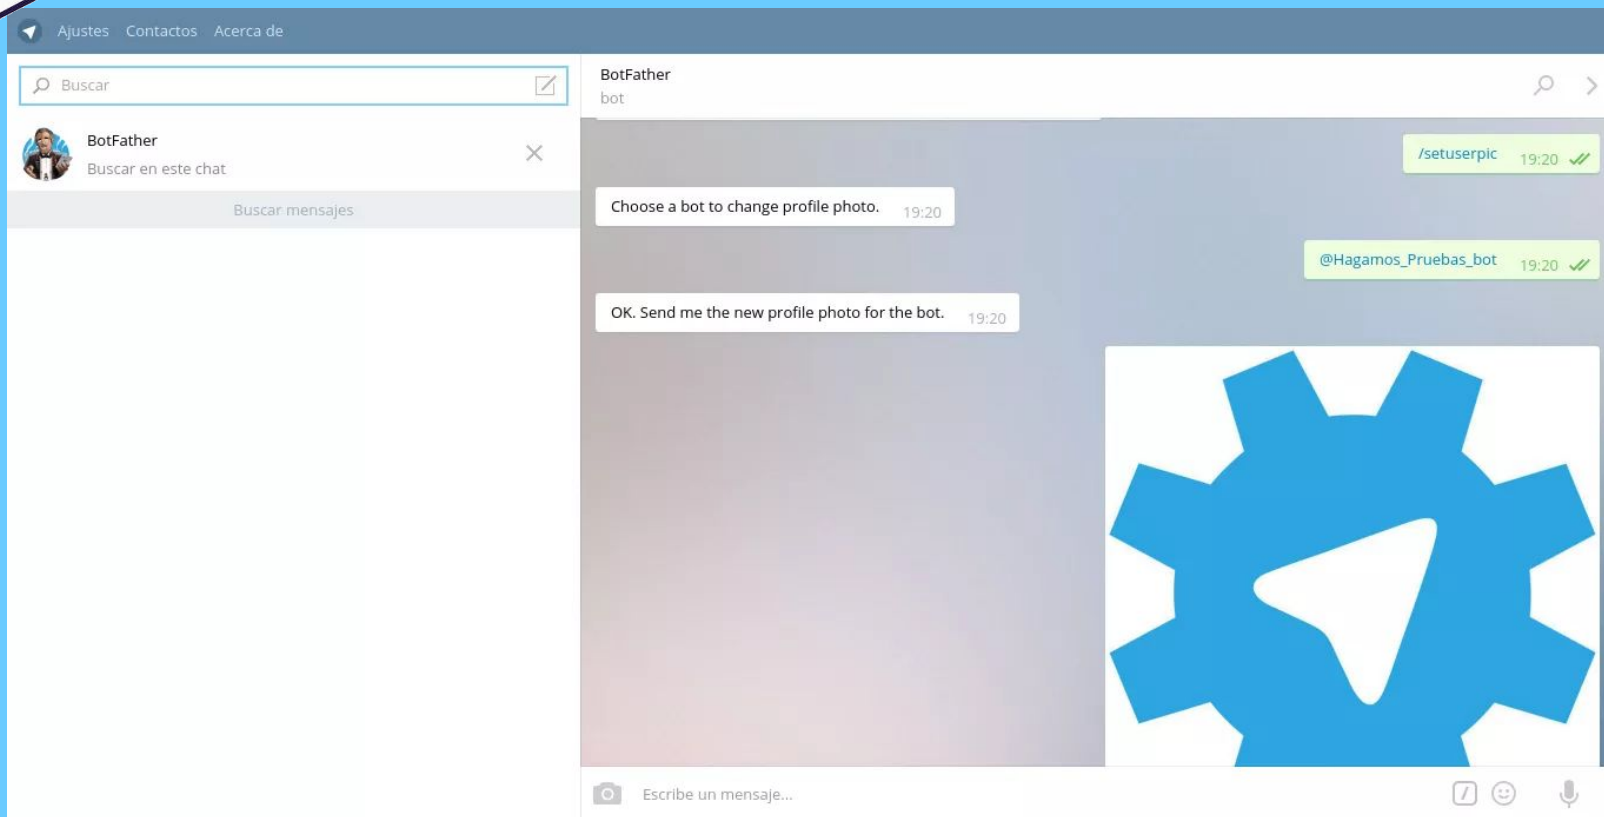 Ajustes Contactos Acerca de
Buscar
BotFather
Buscar en este chat
Buscar mensajes
BotFather
bot
/setuserpic 19:20
Choose a bot to change profile photo. 19:20
@Hagamos_Pruebas_bot 19:20
OK. Send me the new profile photo for the bot. 19:20
Escribe un mensaje...